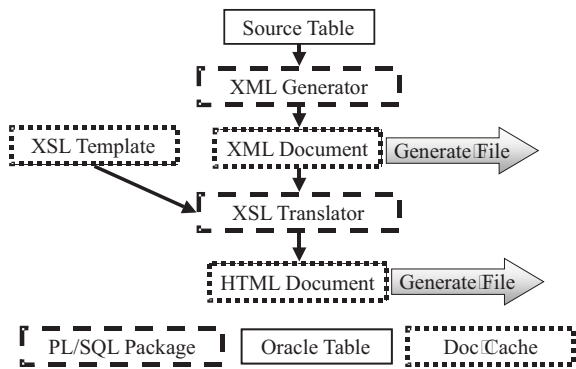 Source Table
XML Generator
XSL Template
XML Document
Generate File
XSL Translator
HTML Document
Generate File
PL/SQL Package
Oracle Table
Doc Cache